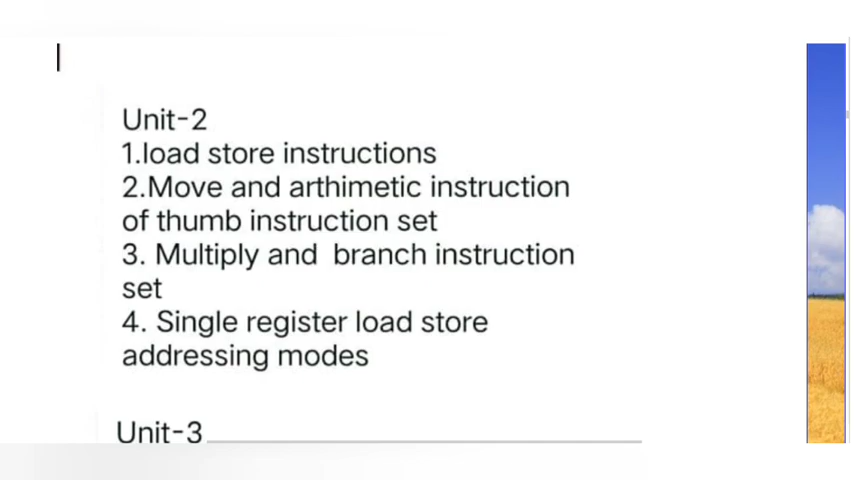 Unit-2
1.load store instructions
2.Move and arthimetic instruction
of thumb instruction set
3. Multiply and branch instruction
set
4. Single register load store
addressing modes
Unit-3